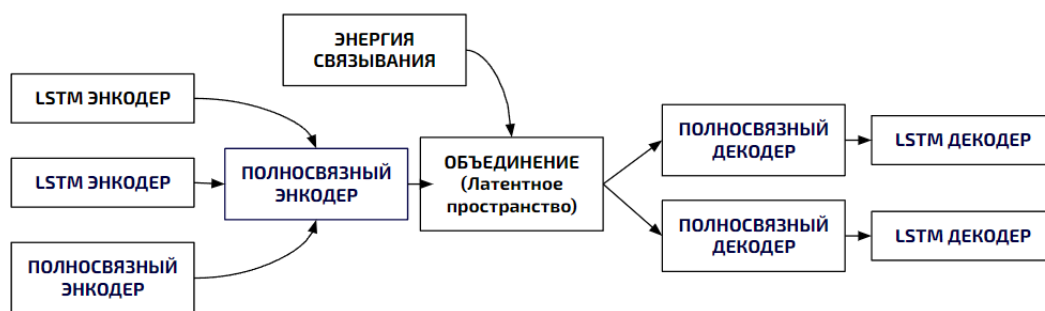 ЭНЕРГИЯ
СВЯЗЫВАНИЯ
LSTM ЭНКОДЕР
LSTM ЭНКОДЕР
ПОЛНОСВЯЗНЫЙ
ЭНКОДЕР
ПОЛНОСВЯЗНЫЙ
ЭНКОДЕР
ОБЪЕДИНЕНИЕ
(Латентное
пространство)
ПОЛНОСВЯЗНЫЙ
ДЕКОДЕР
LSTM ДЕКОДЕР
ПОЛНОСВЯЗНЫЙ
ДЕКОДЕР
LSTM ДЕКОДЕР